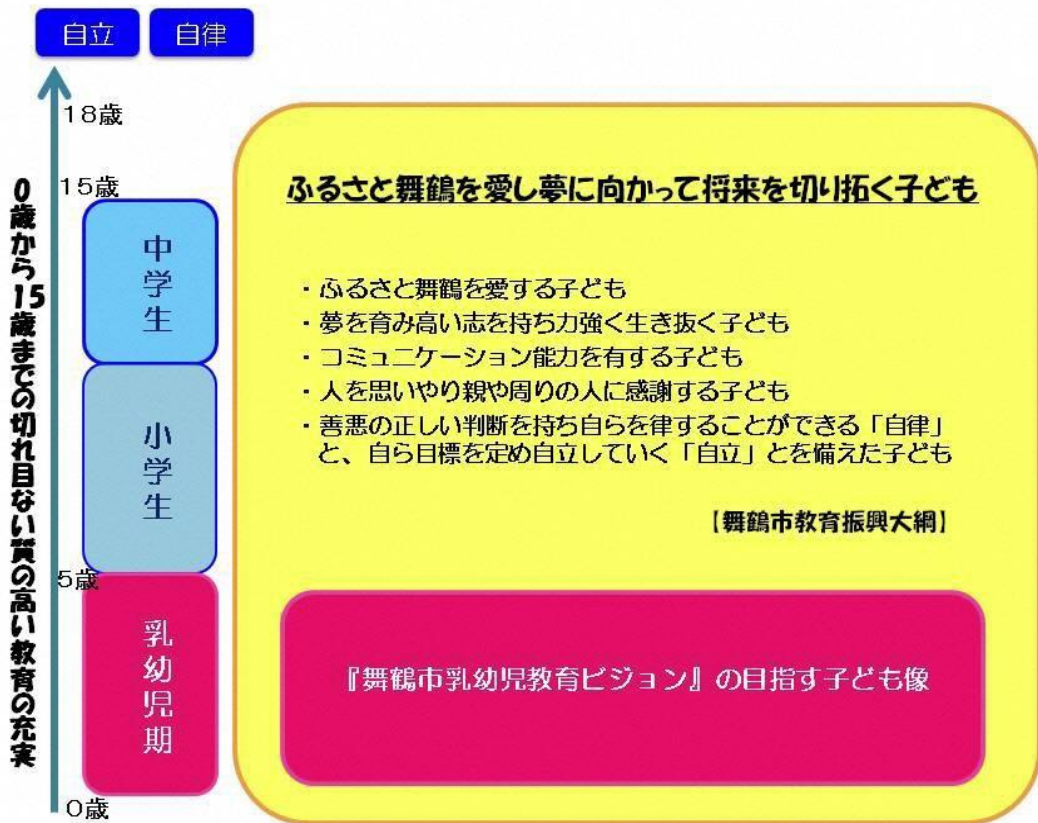 自立 自律
18歳
15歳
0歳から15歳までの切れ目ない質の高い教育の充実
中学生
小学生
5歳
乳幼児期
0歳
ふるさと舞鶴を愛し夢に向かって将来を切り拓く子ども
・ふるさと舞鶴を愛する子ども
・夢を育み高い志を持ち力強く生き抜く子ども
・コミュニケーション能力を有する子ども
・人を思いやり親や周りの人に感謝する子ども
・善悪の正しい判断を持ち自らを律することができる「自律」
と、自ら目標を定め自立していく「自立」とを備えた子ども
【舞鶴市教育振興大綱】
『舞鶴市乳幼児教育ビジョン』の目指す子ども像